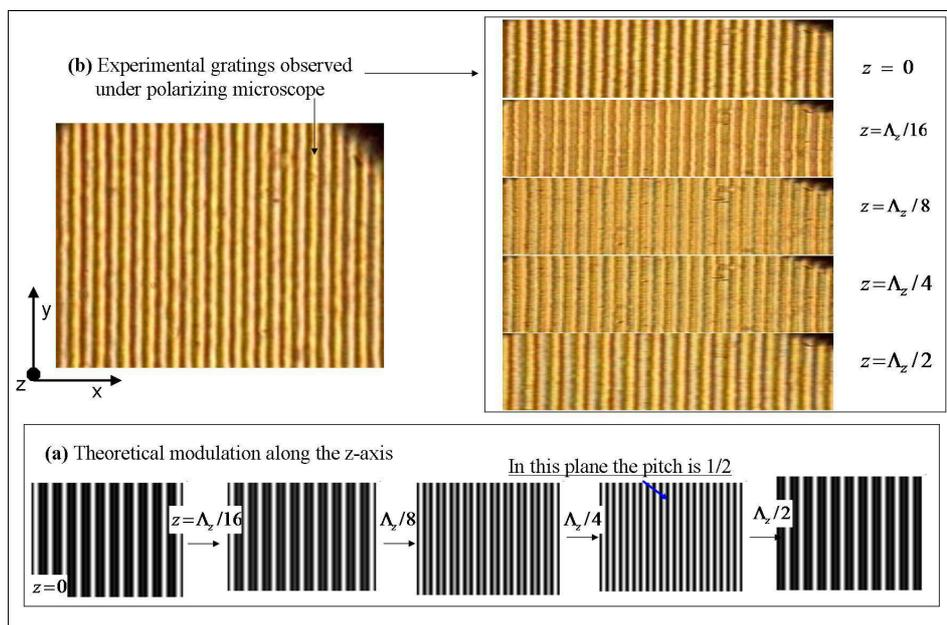 (b) Experimental gratings observed
under polarizing microscope
y
z
x
z = 0
z=Λz/16
z=Λz/8
z=Λz/4
z=Λz/2
(a) Theoretical modulation along the z-axis
In this plane the pitch is 1/2
z=0
z=Λz/16
Λz/8
Λz/4
Λz/2